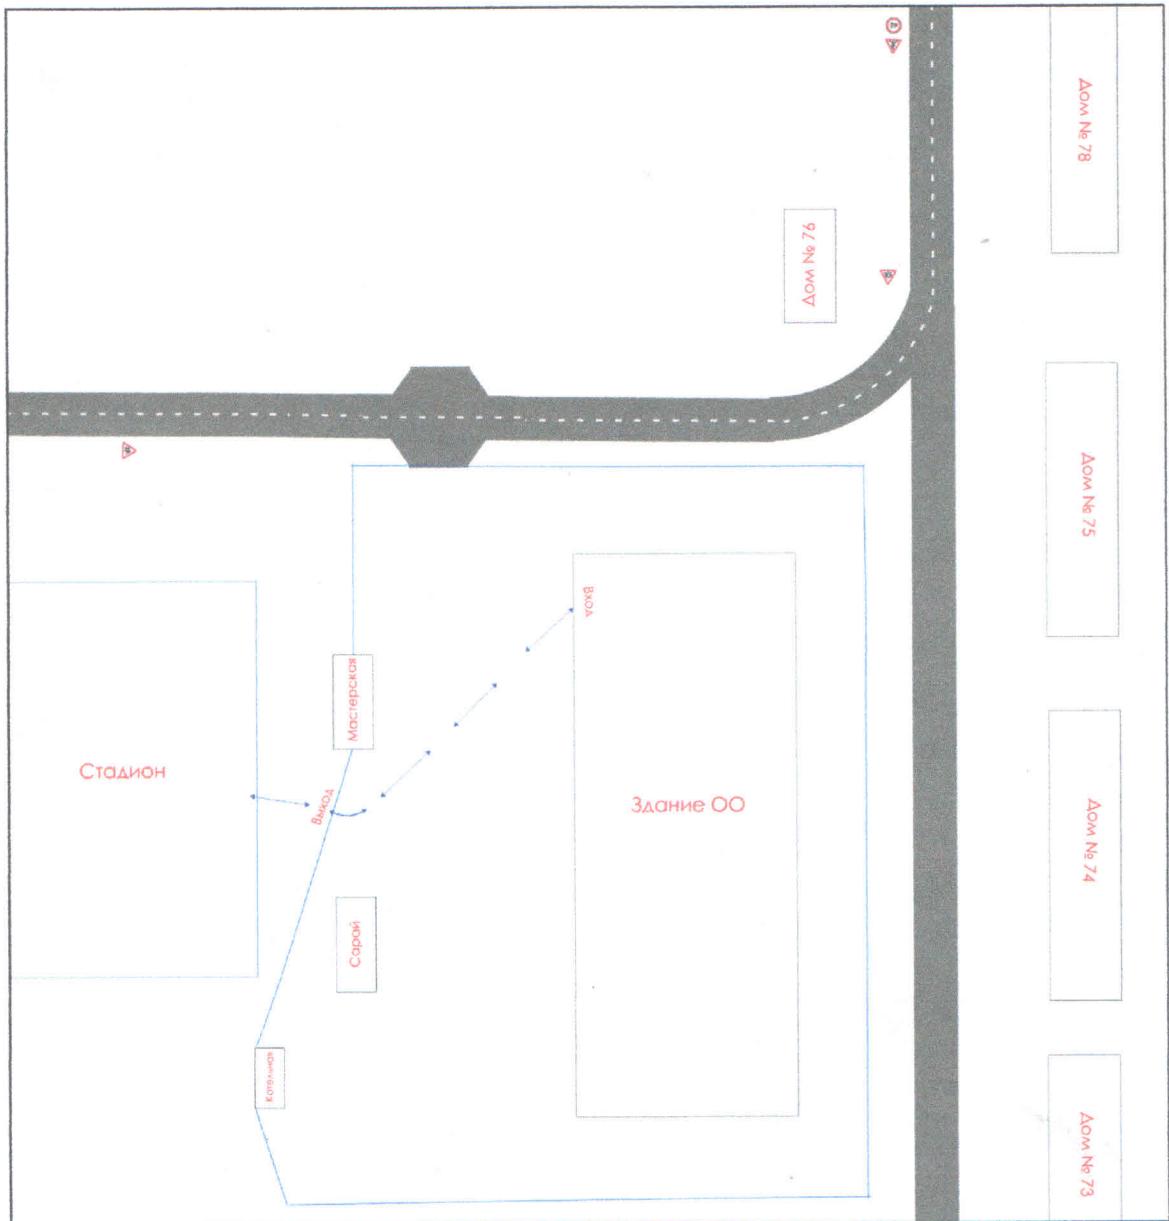 Дом № 78
Дом № 76
Дом № 75
Вход
Мастерская
Стадион
Выход
Здание ОО
Дом № 74
Сарай
Котельная
Дом № 73